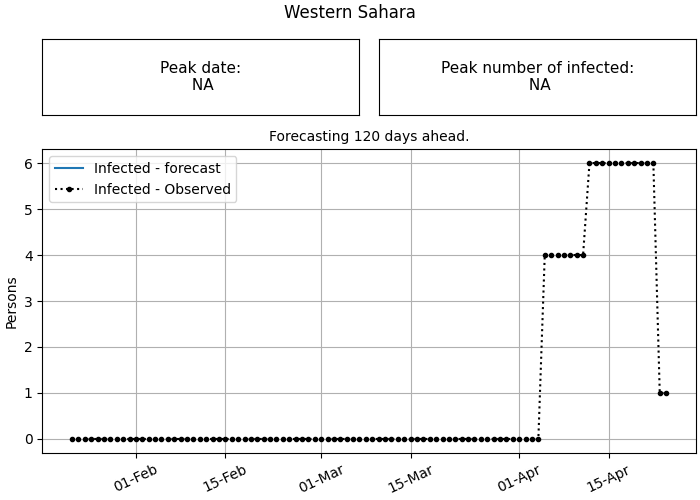 Western Sahara
Peak date:
NA
Peak number of infected:
NA
Forecasting 120 days ahead.
Infected - forecast
Infected - Observed
Persons
6
5
4
3
2
1
0
01-Feb
15-Feb
01-Mar
15-Mar
01-Apr
15-Apr